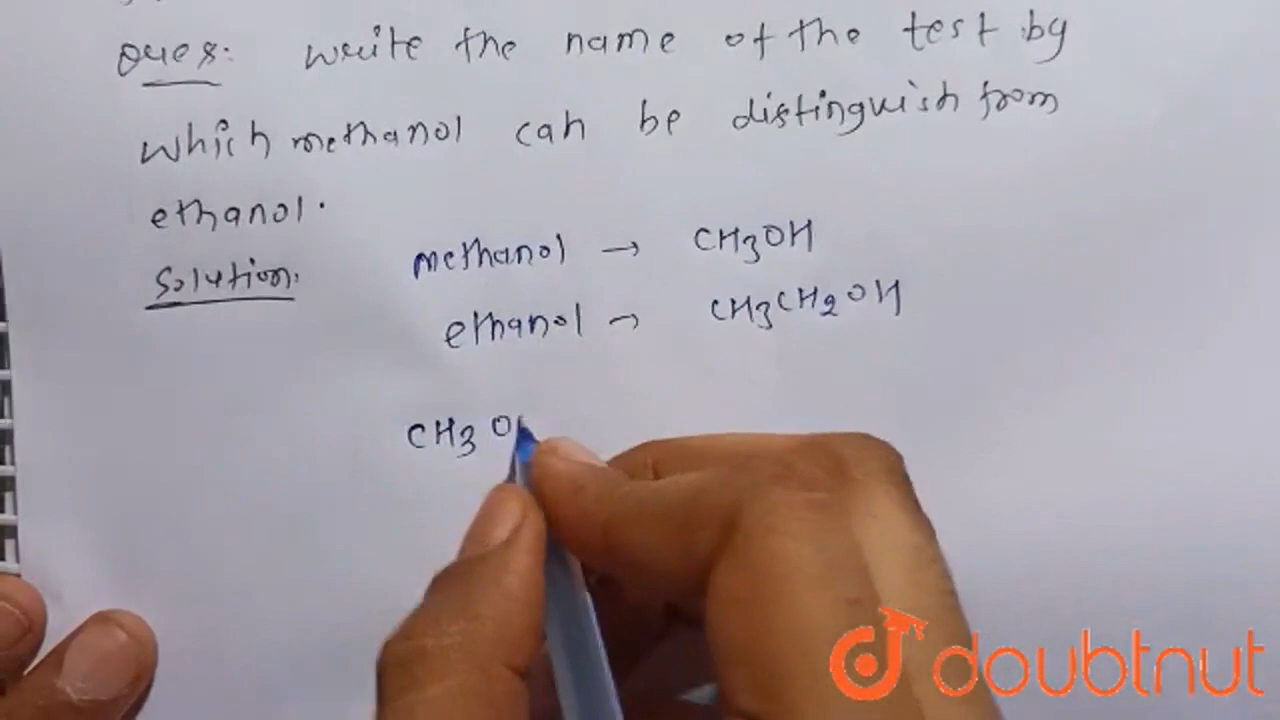 Ques: Write the name of the test by
which methanol can be distinguish from
ethanol.
Solution.
methanol → CH3OH
ethanol → CH3CH2OH
CH3 O
doubtnut